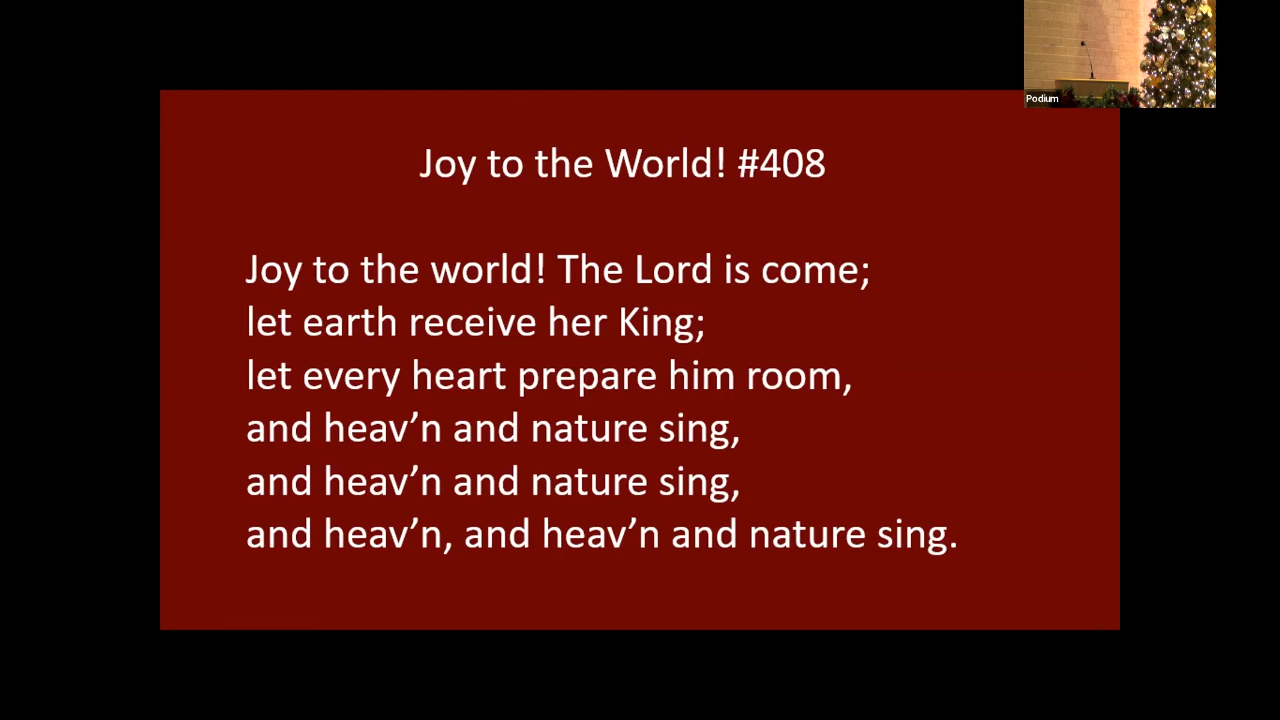 Podium
Joy to the World! #408
Joy to the world! The Lord is come;
let earth receive her King;
let every heart prepare him room,
and heav’n and nature sing,
and heav’n and nature sing,
and heav’n, and heav’n and nature sing.